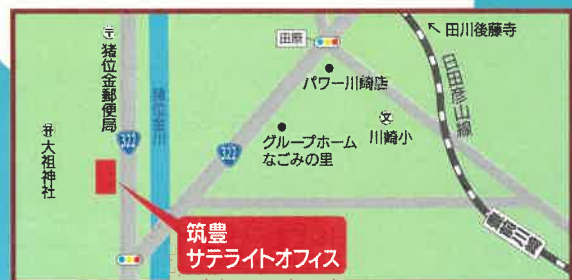 田川後藤寺
田原
猪位金郵便局
猪位金川
パワー川崎店
日田彦山線
川崎小
大祖神社
322
322
グループホーム
なごみの里
筑豊
サテライトオフィス